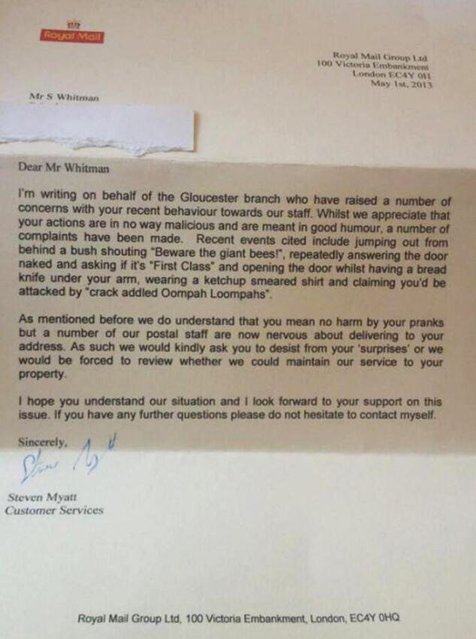 Royal Mail
Royal Mail Group Ltd
100 Victoria Embankment
London EC4Y 0H
May 1st, 2013
Mr S Whitman
Dear Mr Whitman
I'm writing on behalf of the Gloucester branch who have raised a number of
concerns with your recent behaviour towards our staff. Whilst we appreciate that
your actions are in no way malicious and are meant in good humour, a number of
complaints have been made. Recent events cited include jumping out from
behind a bush shouting "Beware the giant bees!", repeatedly answering the door
naked and asking if it's "First Class" and opening the door whilst having a bread
knife under your arm, wearing a ketchup smeared shirt and claiming you'd be
attacked by "crack addled Oompah Loompahs".
As mentioned before we do understand that you mean no harm by your pranks
but a number of our postal staff are now nervous about delivering to your
address. As such we would kindly ask you to desist from your 'surprises' or we
would be forced to review whether we could maintain our service to your
property.
I hope you understand our situation and I look forward to your support on this
issue. If you have any further questions please do not hesitate to contact myself.
Sincerely,
Steven Myatt
Customer Services
Royal Mail Group Ltd, 100 Victoria Embankment, London, EC4Y 0HQ